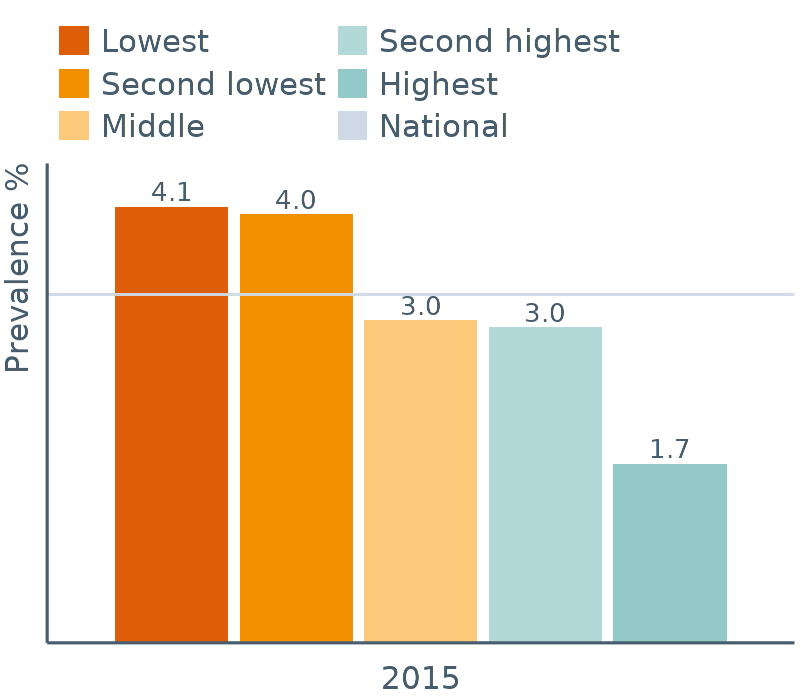 Lowest
Second lowest
Middle
Second highest
Highest
National
Prevalence %
4.1
4.0
3.0
3.0
1.7
2015